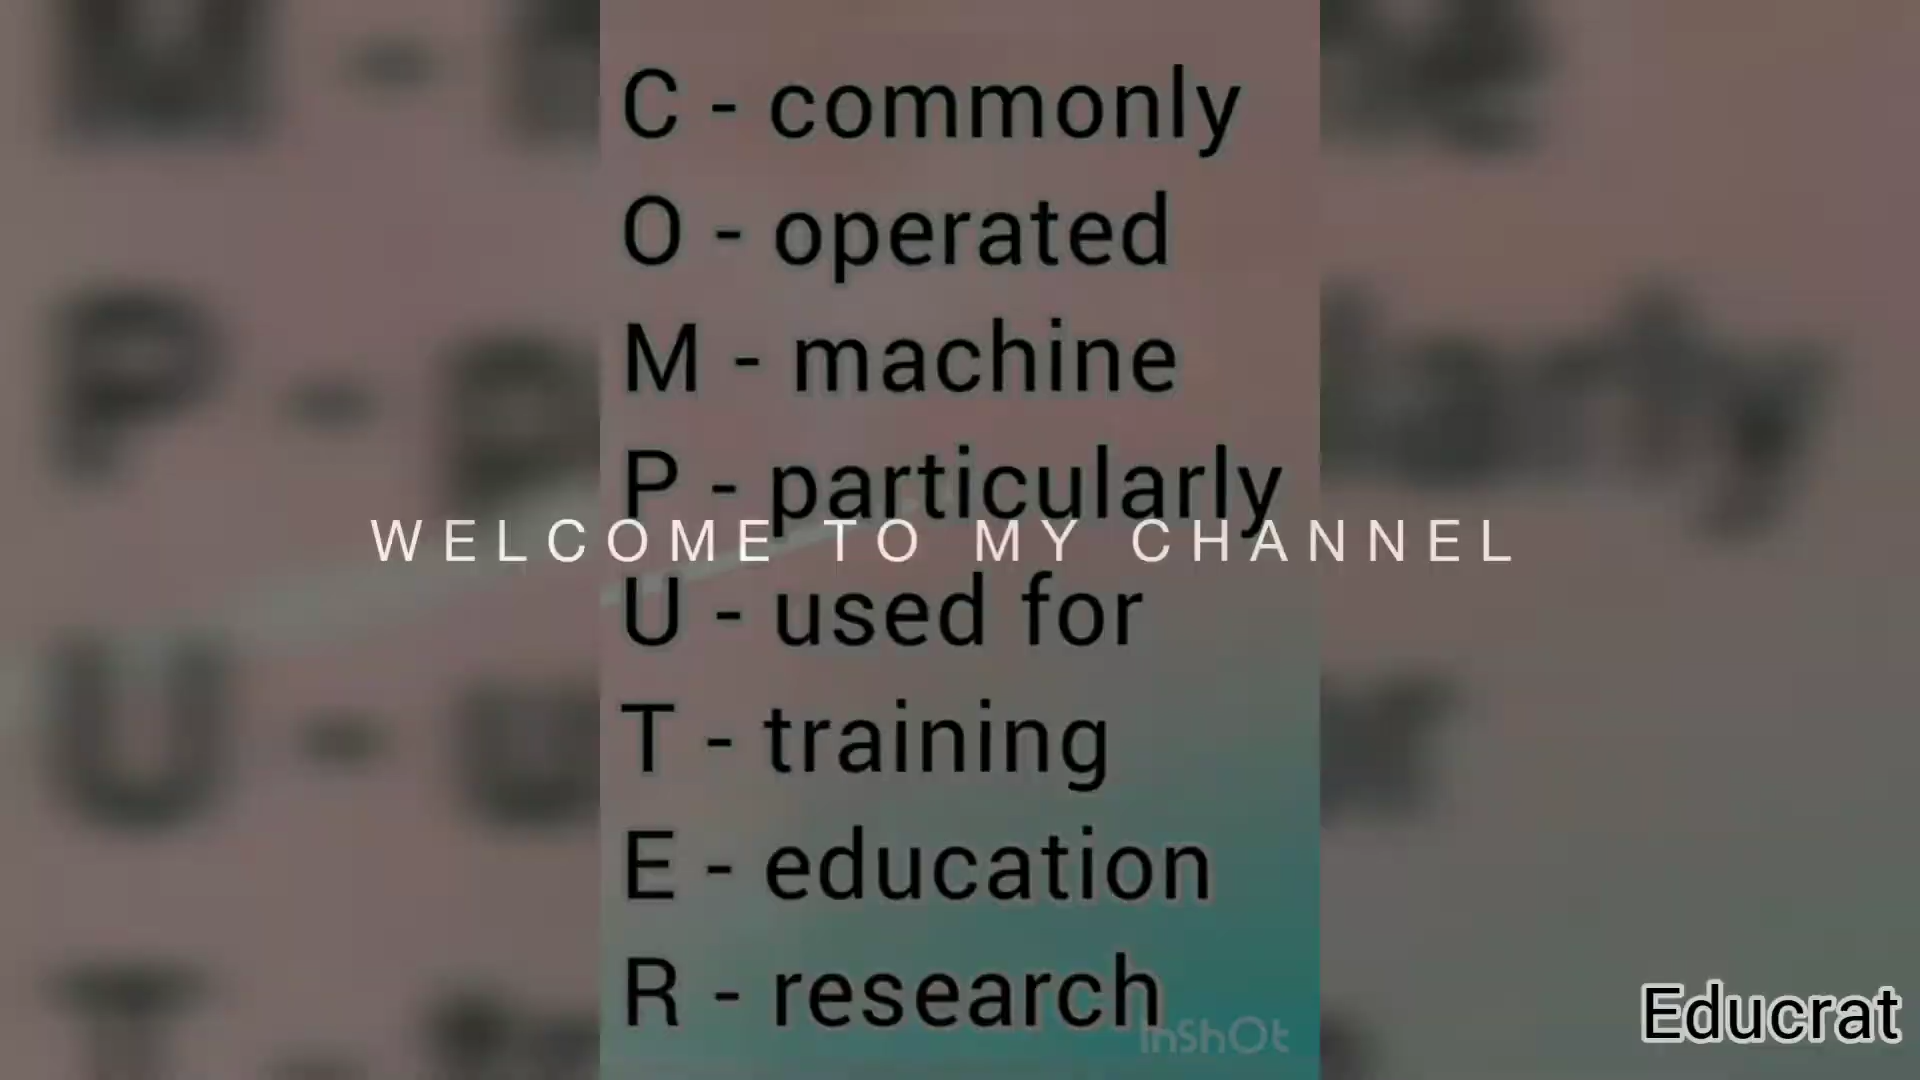 C - commonly
O - operated
M - machine
P - particularly
WELCOME TO MY CHANNEL
U - used for
T - training
E - education
R - research
InShOt
Educrat